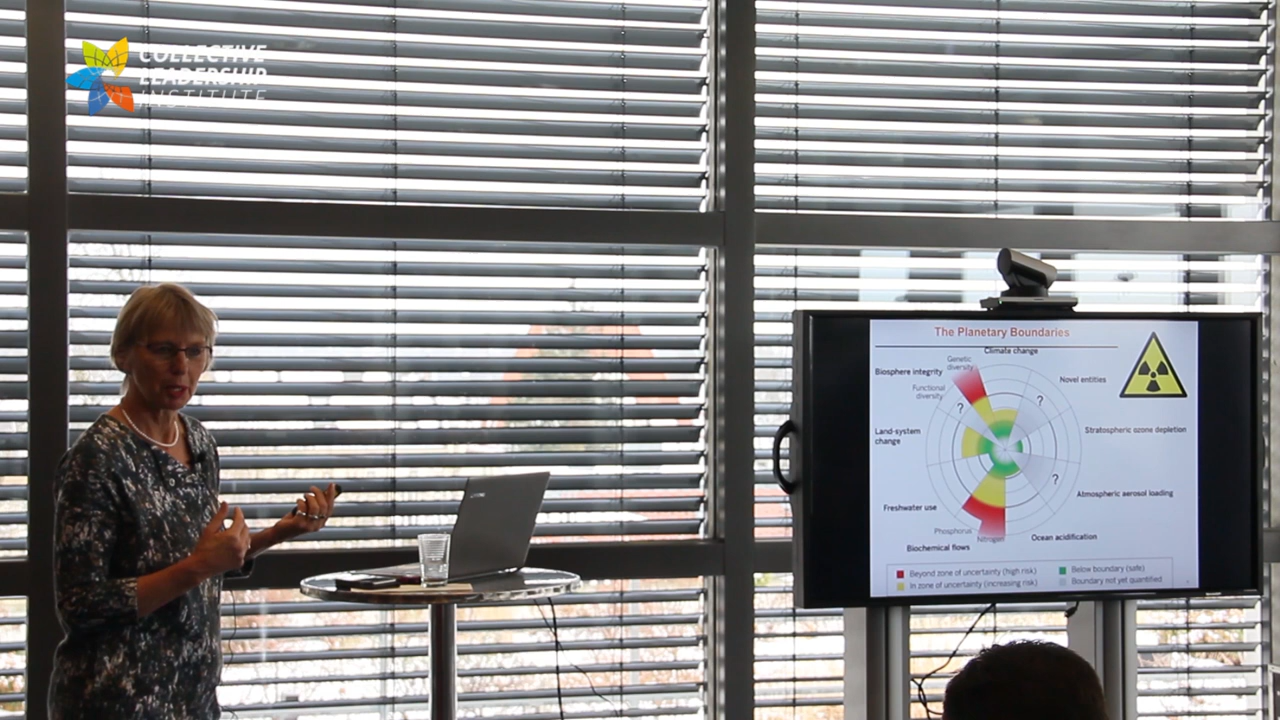 COLLECTIVE
LEADERSHIP
INSTITUTE
The Planetary Boundaries
Climate change
Genetic
diversity
Biosphere integrity
Novel entities
Functional
diversity
?
?
Land-system
change
Stratospheric ozone depletion
?
Atmospheric aerosol loading
Freshwater use
Phosphorus
Nitrogen
Ocean acidification
Biochemical flows
Beyond zone of uncertainty (high risk)
Below boundary (safe)
In zone of uncertainty (increasing risk)
Boundary not yet quantified